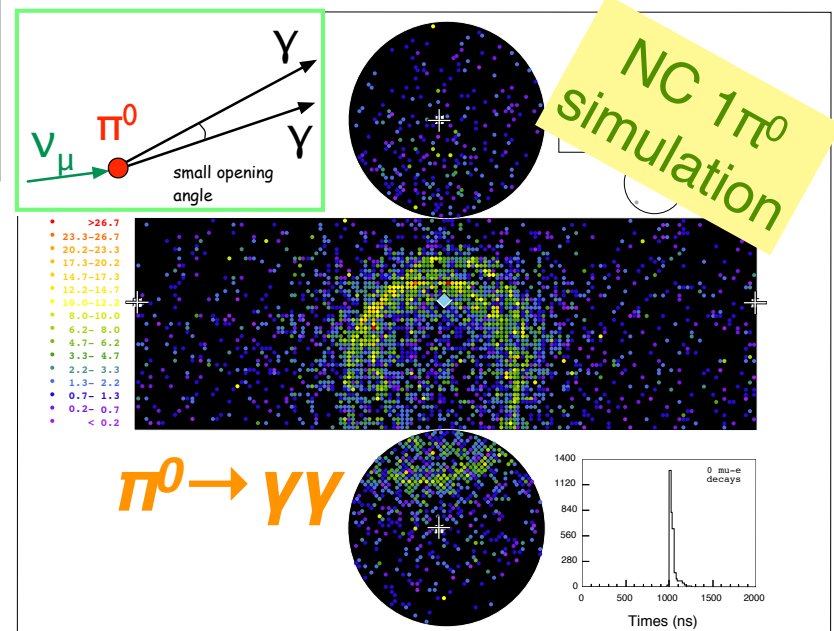 γ
γ
π⁰
ν_μ
small opening
angle
NC 1π⁰
simulation
>26.7
23.3-26.7
20.2-23.3
17.3-20.2
14.7-17.3
12.2-14.7
10.0-12.2
8.0-10.0
6.2- 8.0
4.7- 6.2
3.3- 4.7
2.2- 3.3
1.3- 2.2
0.7- 1.3
0.2- 0.7
< 0.2
π⁰→ γγ
0 mu-e
decays
1400
1120
840
560
280
0
0 500 1000 1500 2000
Times (ns)